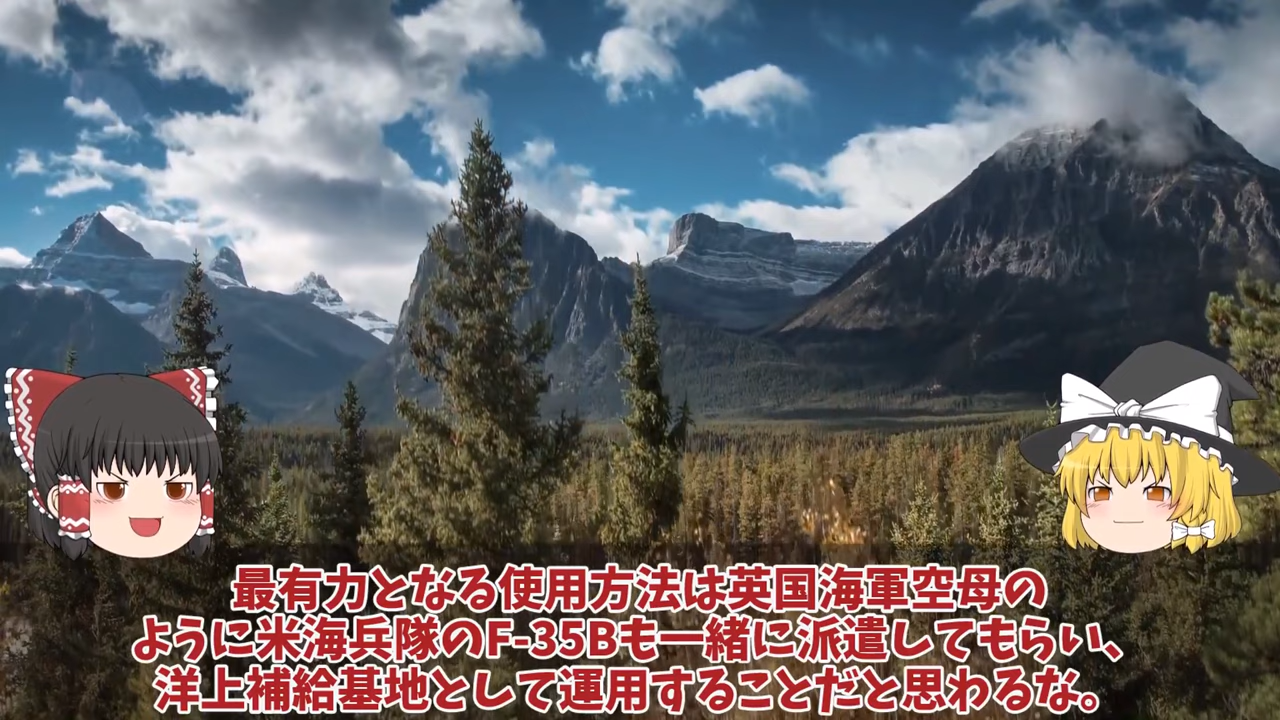 最有力となる使用方法は英国海軍空母の
ように米海兵隊のF-35Bも一緒に派遣してもらい、
洋上補給基地として運用することだと思わるな。